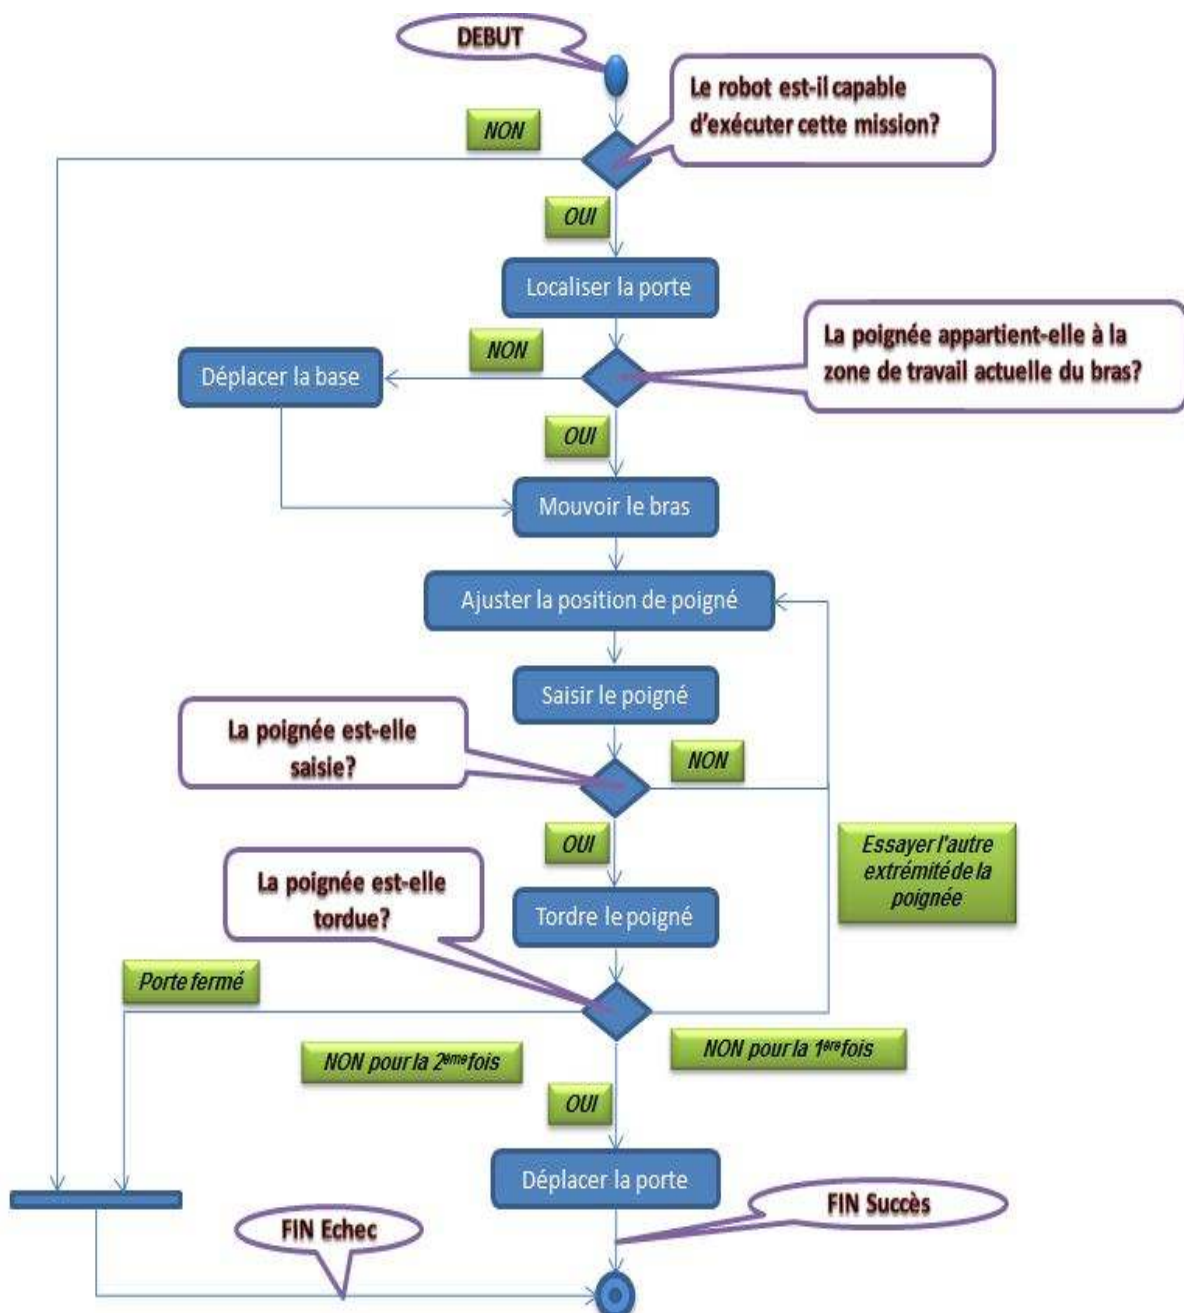 DEBUT
Le robot est-il capable
d'exécuter cette mission?
NON
OUI
Localiser la porte
NON
La poignée appartient-elle à la
zone de travail actuelle du bras?
Déplacer la base
OUI
Mouvoir le bras
Ajuster la position de poigné
Saisir le poigné
La poignée est-elle
saisie?
NON
OUI
Essayer l'autre
extrémité de la
poignée
La poignée est-elle
tordue?
Tordre le poigné
Porte fermé
NON pour la 2ème fois
NON pour la 1ère fois
OUI
Déplacer la porte
FIN Succès
FIN Echec